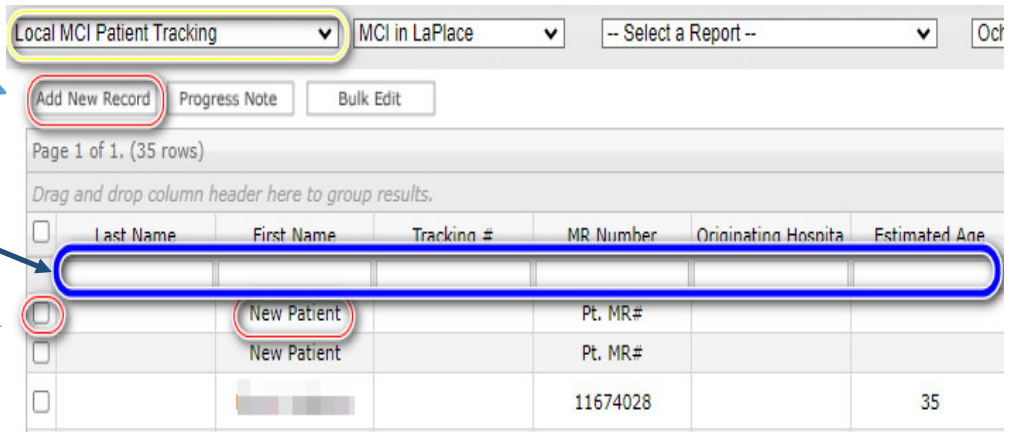 Local MCI Patient Tracking MCI in LaPlace -- Select a Report -- Och
Add New Record Progress Note Bulk Edit
Page 1 of 1. (35 rows)
Drag and drop column header here to group results.
Last Name First Name Tracking # MR Number Originating Hospita Estimated Age
New Patient Pt. MR#
New Patient Pt. MR#
11674028 35